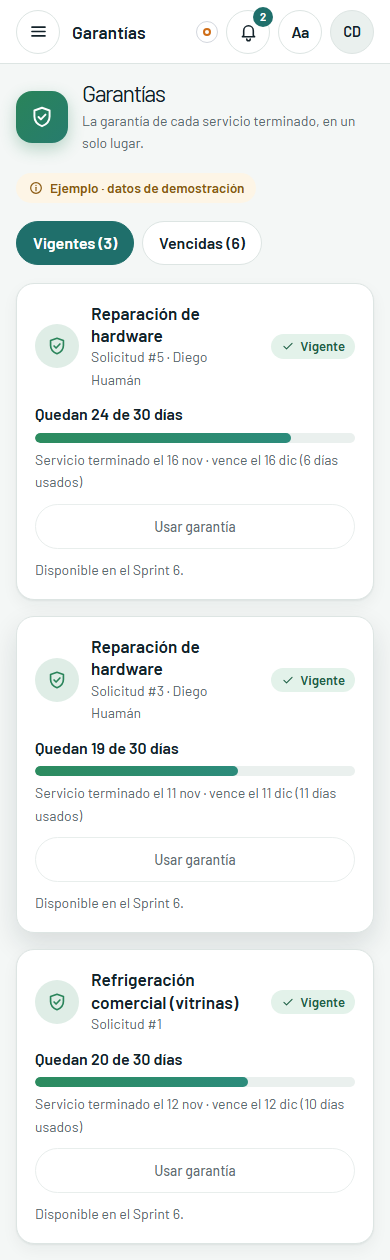 Garantías
2
Aa
CD
Garantías
La garantía de cada servicio terminado, en un
solo lugar.
Ejemplo · datos de demostración
Vigentes (3)
Vencidas (6)
Reparación de
hardware
Solicitud #5 · Diego
Huamán
Vigente
Quedan 24 de 30 días
Servicio terminado el 16 nov · vence el 16 dic (6 días
usados)
Usar garantía
Disponible en el Sprint 6.
Reparación de
hardware
Solicitud #3 · Diego
Huamán
Vigente
Quedan 19 de 30 días
Servicio terminado el 11 nov · vence el 11 dic (11 días
usados)
Usar garantía
Disponible en el Sprint 6.
Refrigeración
comercial (vitrinas)
Solicitud #1
Vigente
Quedan 20 de 30 días
Servicio terminado el 12 nov · vence el 12 dic (10 días
usados)
Usar garantía
Disponible en el Sprint 6.